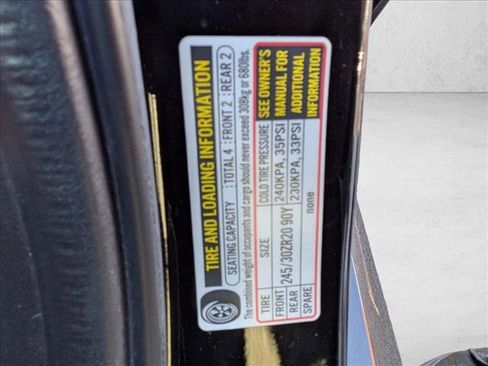 TIRE AND LOADING INFORMATION
SEATING CAPACITY : TOTAL 4 : FRONT 2 : REAR 2
The combined weight of occupants and cargo should never exceed 308kg or 680lbs.
TIRE SIZE COLD TIRE PRESSURE
FRONT 245/30ZR20 90Y 240KPA, 35PSI
REAR 230KPA, 33PSI
SPARE none
SEE OWNER'S
MANUAL FOR
ADDITIONAL
INFORMATION